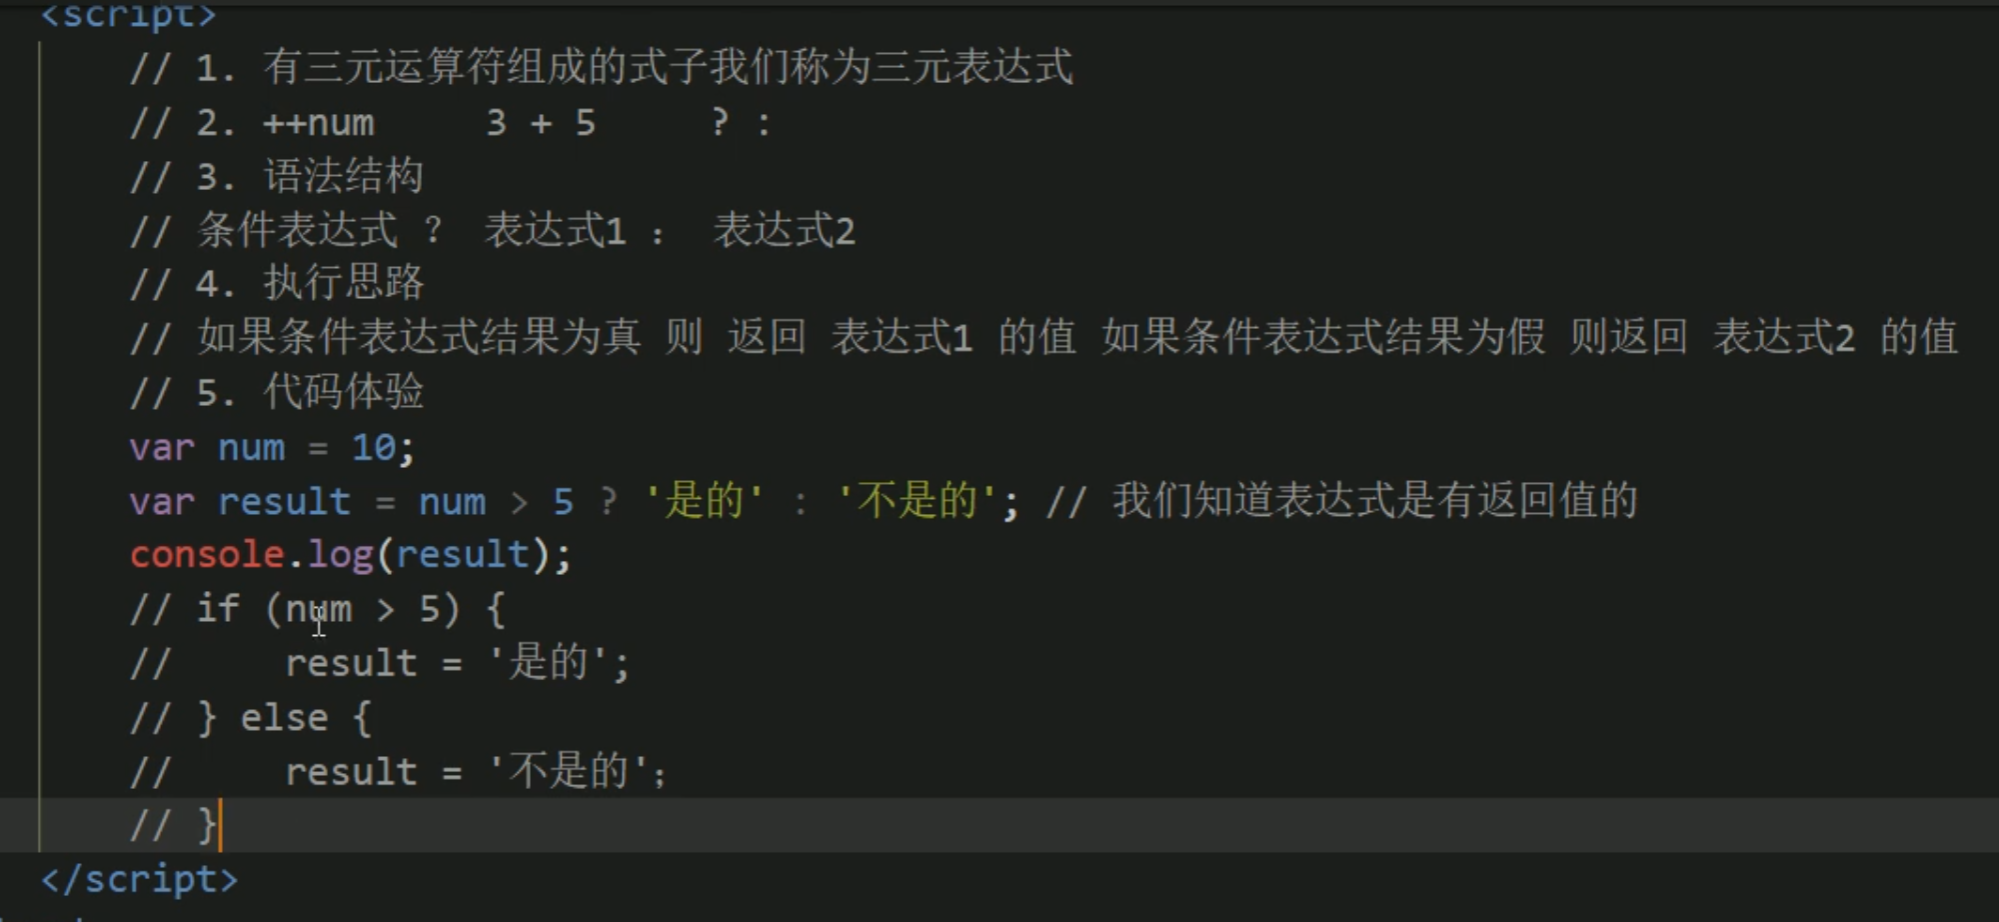 <script>
// 1. 有三元运算符组成的式子我们称为三元表达式
// 2. ++num     3 + 5     ? :
// 3. 语法结构
// 条件表达式 ？ 表达式1 ： 表达式2
// 4. 执行思路
// 如果条件表达式结果为真 则 返回 表达式1 的值 如果条件表达式结果为假 则返回 表达式2 的值
// 5. 代码体验
var num = 10;
var result = num > 5 ? '是的' : '不是的'; // 我们知道表达式是有返回值的
console.log(result);
// if (num > 5) {
//     result = '是的';
// } else {
//     result = '不是的';
// }
</script>